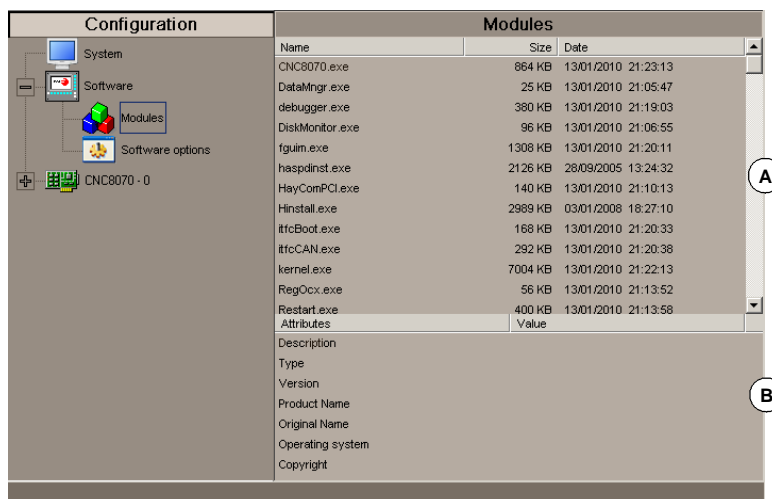 Configuration
Modules
System
Software
Modules
Software options
CNC8070 - 0
Name Size Date
CNC8070.exe 864 KB 13/01/2010 21:23:13
DataMngr.exe 25 KB 13/01/2010 21:05:47
debugger.exe 380 KB 13/01/2010 21:19:03
DiskMonitor.exe 96 KB 13/01/2010 21:06:55
fguim.exe 1308 KB 13/01/2010 21:20:11
haspdinst.exe 2126 KB 28/09/2005 13:24:32
HayComPCI.exe 140 KB 13/01/2010 21:10:13
Hinstall.exe 2989 KB 03/01/2008 18:27:10
itfcBoot.exe 168 KB 13/01/2010 21:20:33
itfcCAN.exe 292 KB 13/01/2010 21:20:38
kernel.exe 7004 KB 13/01/2010 21:22:13
RegOcx.exe 56 KB 13/01/2010 21:13:52
Restart.exe 400 KB 13/01/2010 21:13:58
A
Attributes Value
Description
Type
Version
Product Name
Original Name
Operating system
Copyright
B